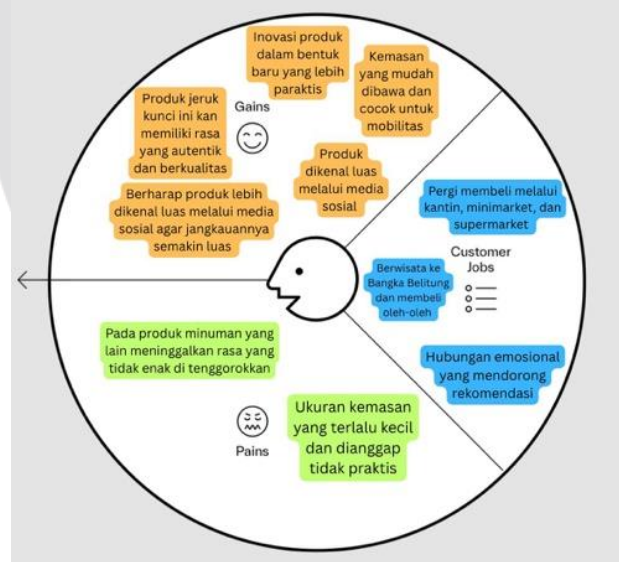 Inovasi produk
dalam bentuk
baru yang lebih
paraktis
Kemasan
yang mudah
dibawa dan
cocok untuk
mobilitas
Produk jeruk
kunci ini kan
memiliki rasa
yang autentik
dan berkualitas
Gains
Produk
dikenal luas
melalui media
sosial
Berharap produk lebih
dikenal luas melalui media
sosial agar jangkauannya
semakin luas
Pergi membeli melalui
kantin, minimarket, dan
supermarket
Customer
Jobs
Berwisata ke
Bangka Belitung
dan membeli
oleh-oleh
Hubungan emosional
yang mendorong
rekomendasi
Pada produk minuman yang
lain meninggalkan rasa yang
tidak enak di tenggorokkan
Pains
Ukuran kemasan
yang terlalu kecil
dan dianggap
tidak praktis